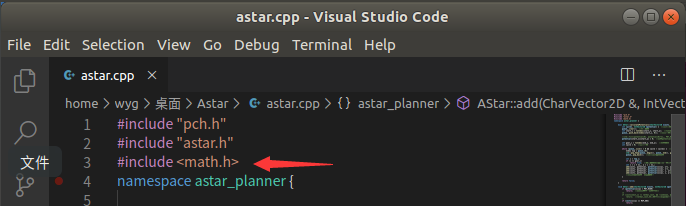 astar.cpp - Visual Studio Code
File Edit Selection View Go Debug Terminal Help
astar.cpp
home > wyg > 桌面 > Astar > astar.cpp > {} astar_planner > AStar::add(CharVector2D &, IntVect
1 #include "pch.h"
2 #include "astar.h"
3 #include <math.h>
文件
4 namespace astar_planner {
5